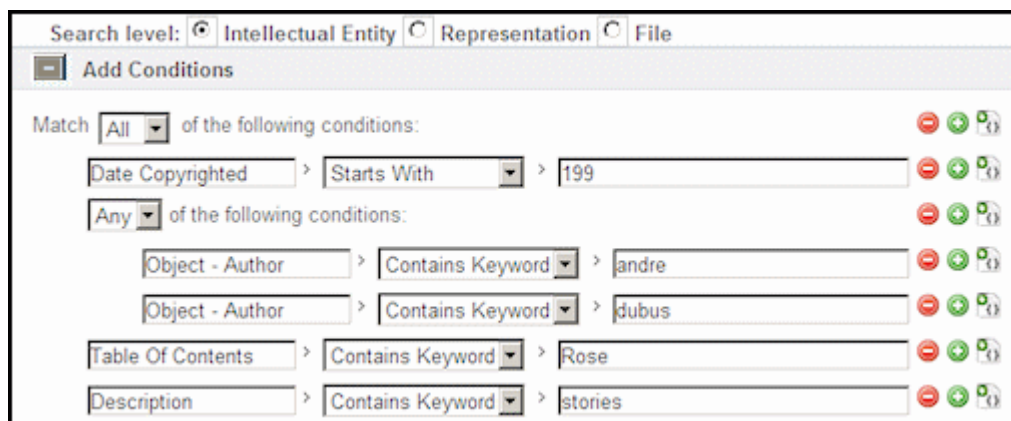 Search level: Intellectual Entity Representation File
Add Conditions
Match All of the following conditions:
Date Copyrighted > Starts With > 199
Any of the following conditions:
Object - Author > Contains Keyword > andre
Object - Author > Contains Keyword > dubus
Table Of Contents > Contains Keyword > Rose
Description > Contains Keyword > stories